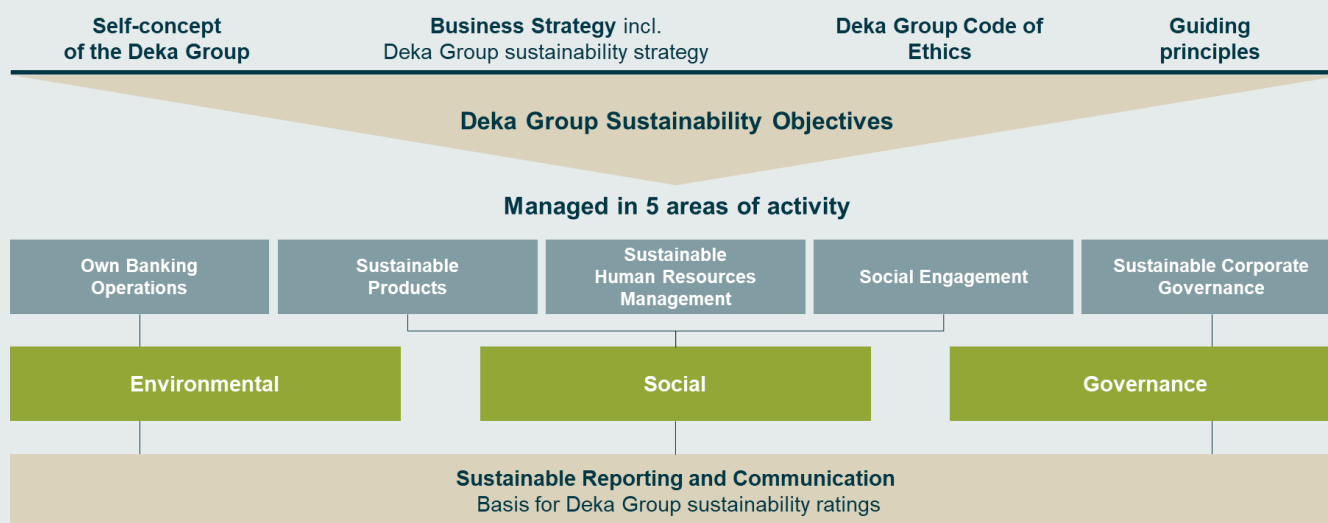 Self-concept
of the Deka Group
Business Strategy incl.
Deka Group sustainability strategy
Deka Group Code of
Ethics
Guiding
principles
Deka Group Sustainability Objectives
Managed in 5 areas of activity
Own Banking
Operations
Sustainable
Products
Sustainable
Human Resources
Management
Social Engagement
Sustainable Corporate
Governance
Environmental
Social
Governance
Sustainable Reporting and Communication
Basis for Deka Group sustainability ratings